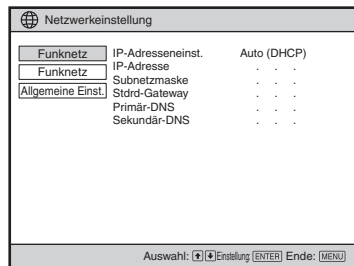 Netzwerkeinstellung
Funknetz
Funknetz
Allgemeine Einst.
IP-Adresseneinst. Auto (DHCP)
IP-Adresse . . .
Subnetzmaske . . .
Stdrd-Gateway . . .
Primär-DNS . . .
Sekundär-DNS . . .
Auswahl: ↑ ↓ Einstellung: ENTER Ende: MENU